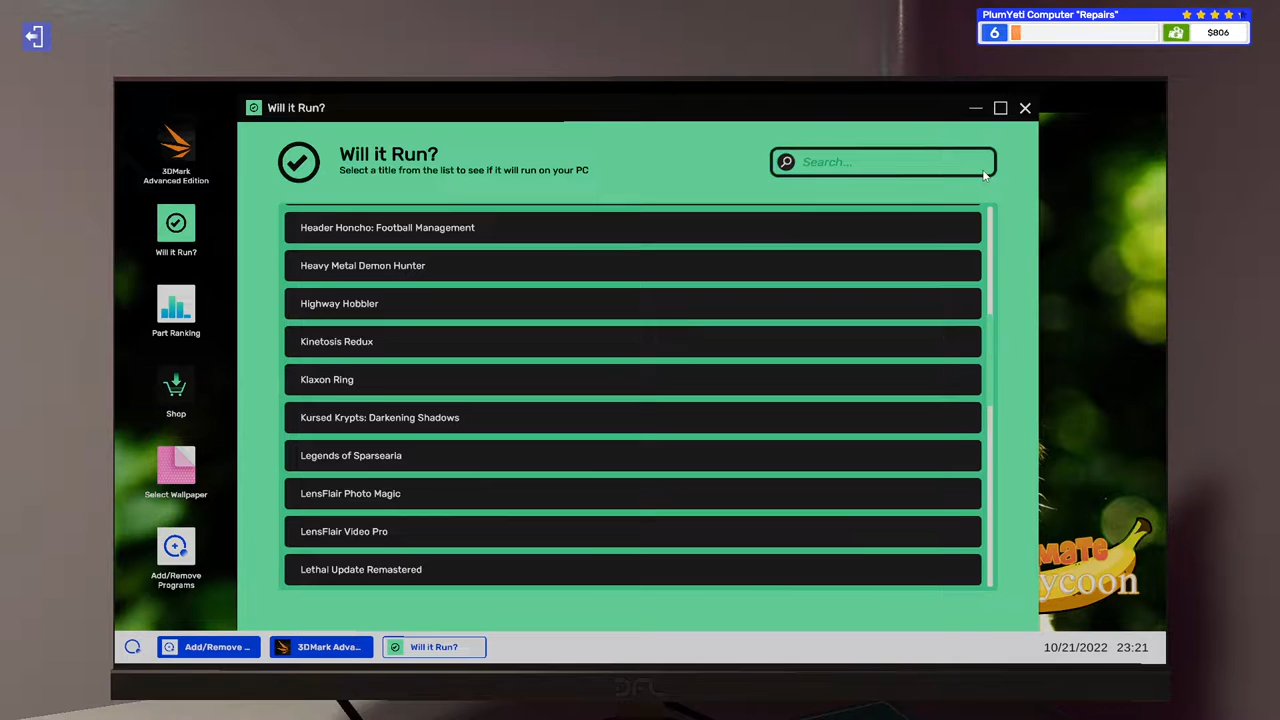 PlumYeti Computer "Repairs"
6
$806
Will it Run?
3DMark
Advanced Edition
Will it Run?
Select a title from the list to see if it will run on your PC
Search...
Will it Run?
Header Honcho: Football Management
Heavy Metal Demon Hunter
Highway Hobbler
Part Ranking
Kinetosis Redux
Klaxon Ring
Shop
Kursed Krypts: Darkening Shadows
Legends of Sparsearia
Select Wallpaper
LensFlair Photo Magic
LensFlair Video Pro
Add/Remove
Programs
Lethal Update Remastered
Add/Remove ...
3DMark Adva...
Will it Run?
10/21/2022 23:21